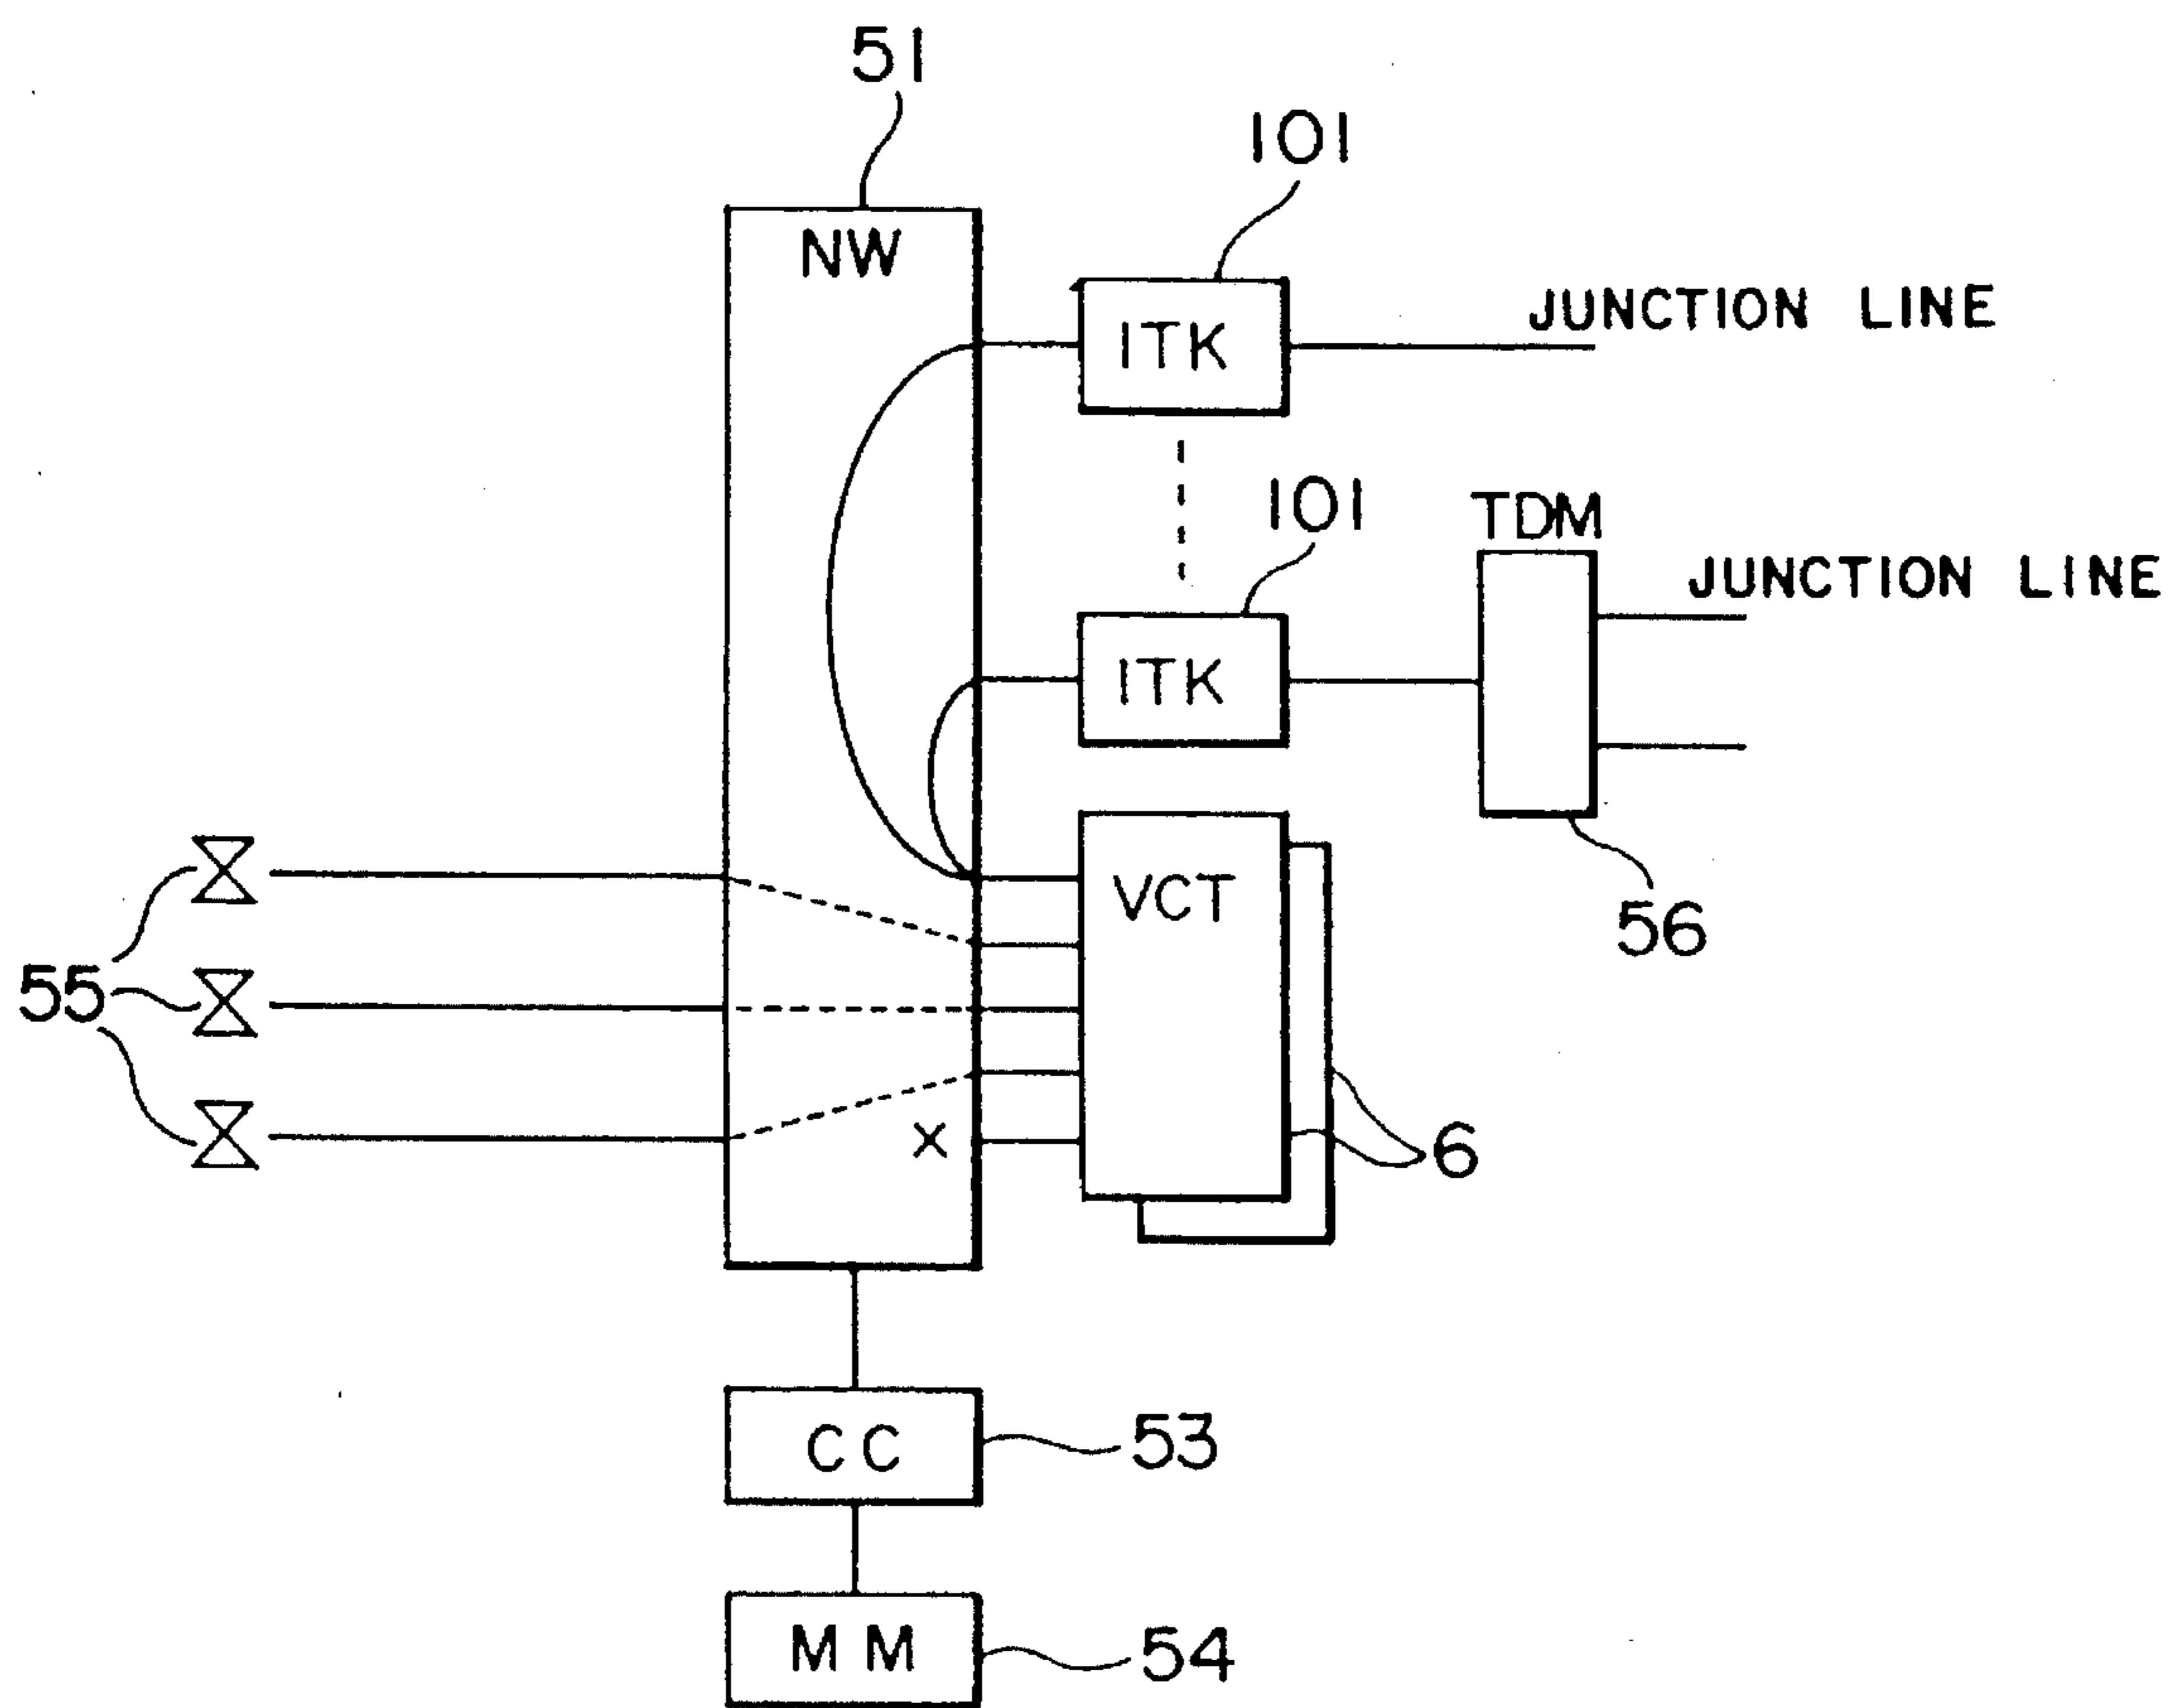 51
101
NW
JUNCTION LINE
ITK
101
TDM
JUNCTION LINE
ITK
VCT
56
55
X
6
CC
53
MM
54